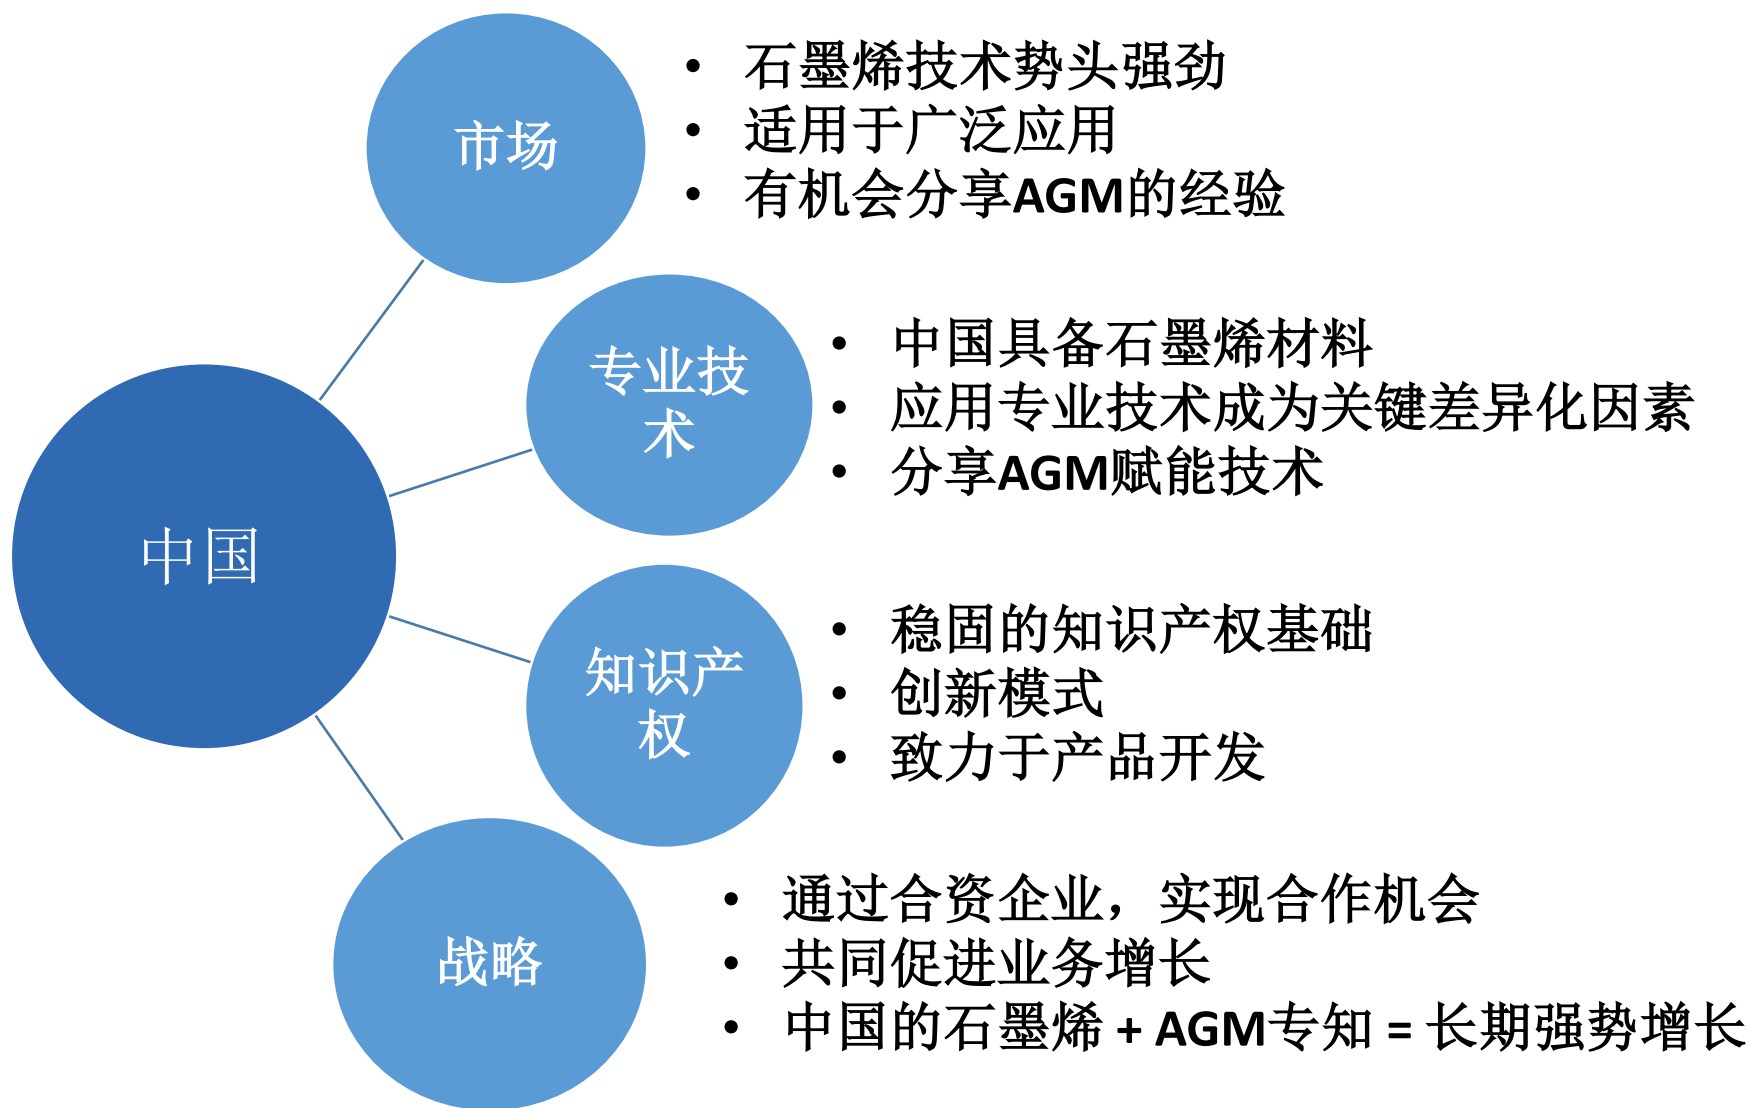 市场
• 石墨烯技术势头强劲
• 适用于广泛应用
• 有机会分享AGM的经验
专业技
术
• 中国具备石墨烯材料
• 应用专业技术成为关键差异化因素
• 分享AGM赋能技术
中国
知识产
权
• 稳固的知识产权基础
• 创新模式
• 致力于产品开发
战略
• 通过合资企业，实现合作机会
• 共同促进业务增长
• 中国的石墨烯 + AGM专知 = 长期强势增长